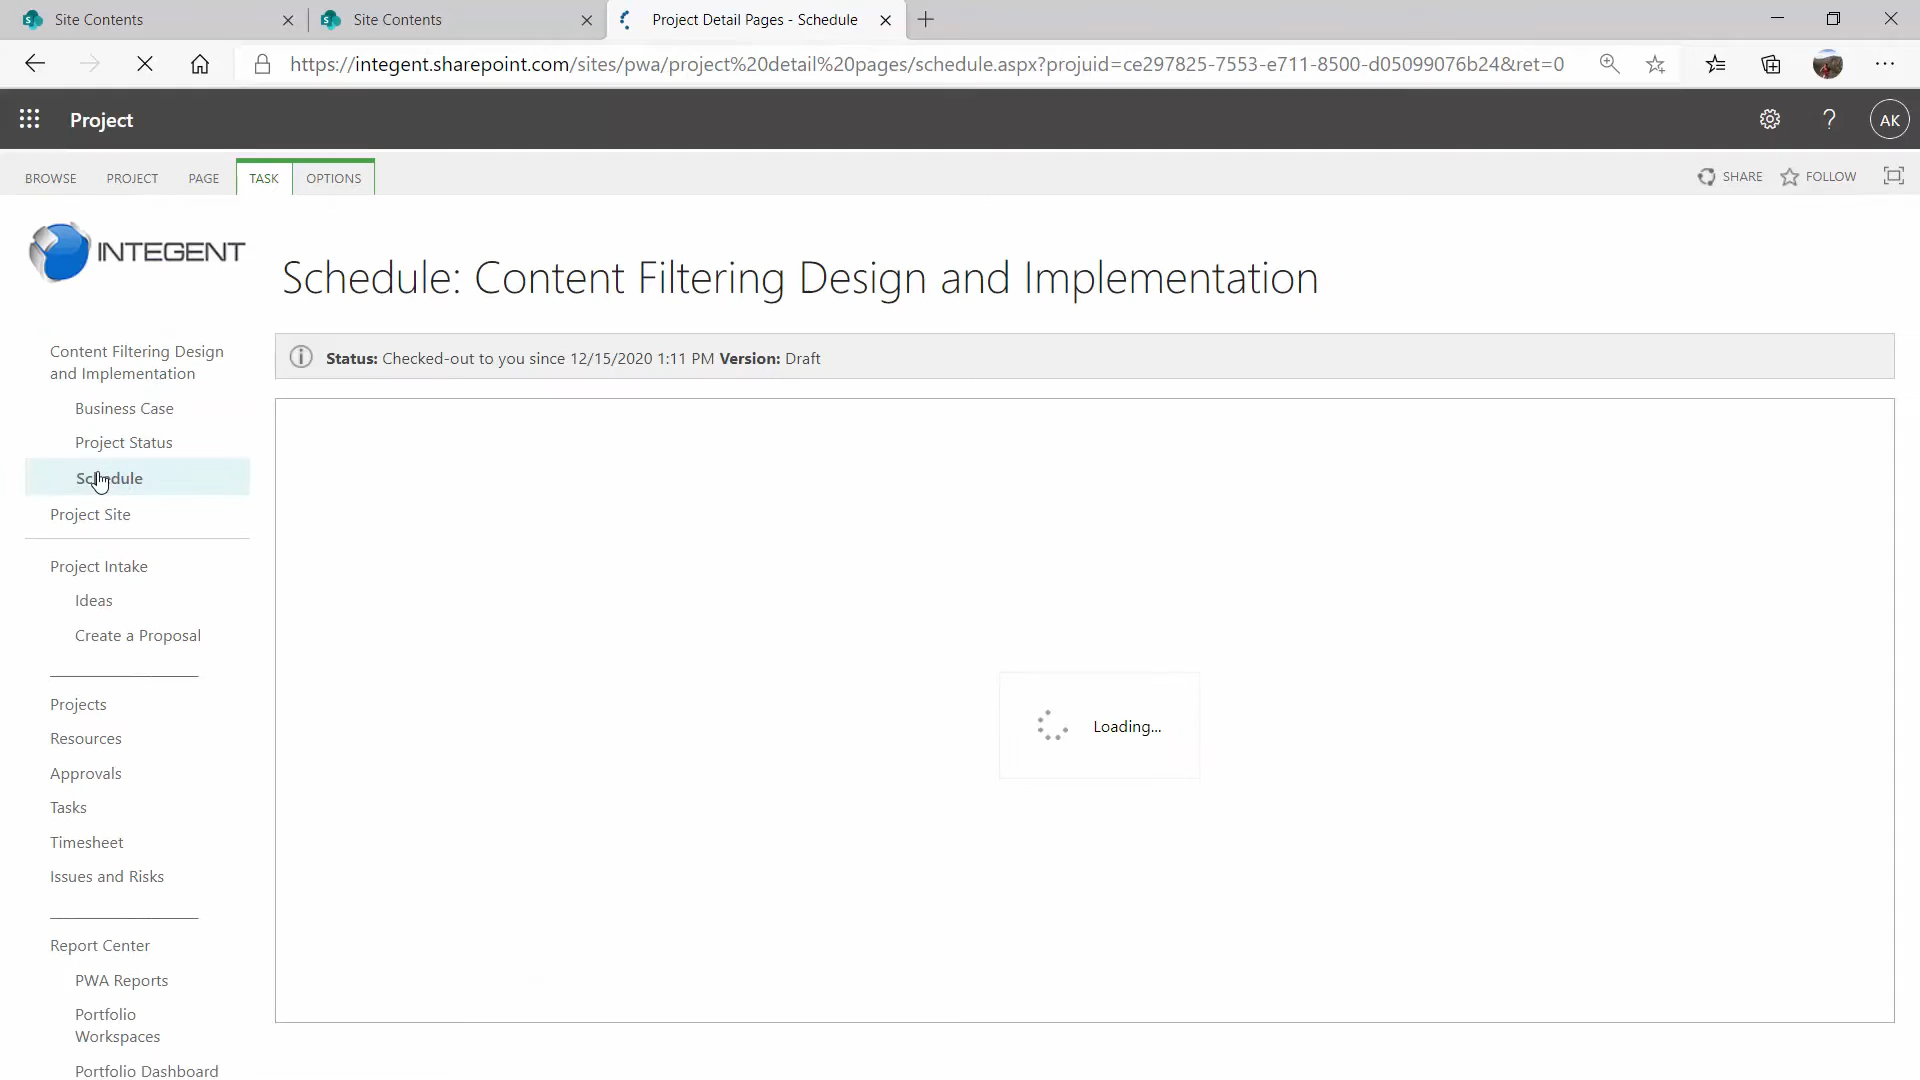 Site Contents
Site Contents
Project Detail Pages - Schedule
https://integent.sharepoint.com/sites/pwa/project%20detail%20pages/schedule.aspx?projuid=ce297825-7553-e711-8500-d05099076b24&ret=0
Project
?
AK
BROWSE PROJECT PAGE TASK OPTIONS
SHARE FOLLOW
INTEGENT
Schedule: Content Filtering Design and Implementation
Status: Checked-out to you since 12/15/2020 1:11 PM Version: Draft
Content Filtering Design
and Implementation
Business Case
Project Status
Schedule
Project Site
Project Intake
Ideas
Create a Proposal
Projects
Resources
Approvals
Tasks
Timesheet
Issues and Risks
Report Center
PWA Reports
Portfolio
Workspaces
Portfolio Dashboard
Loading...